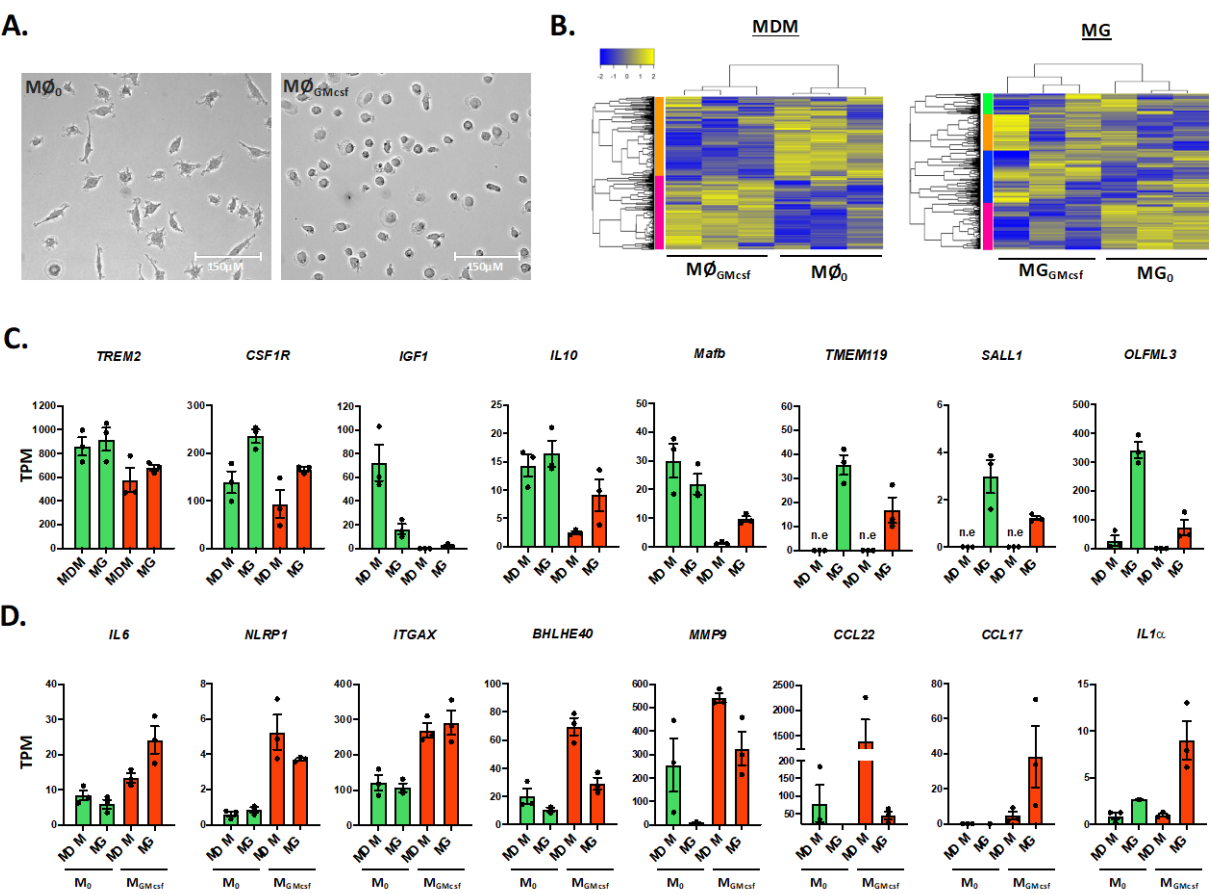 A.
MØ0
150µM
MØGMcsf
150µM
B.
MDM
MG
-2 -1 0 1 2
MØGMcsf
MØ0
MGGMcsf
MG0
C.
TREM2 CSF1R IGF1 IL10 Mafb TMEM119 SALL1 OLFML3
TPM
1200 1000 800 600 400 200 0
300 200 100 0
120 100 80 60 40 20 0
25 20 15 10 5 0
50 40 30 20 10 0
60 40 20 0
n.e n.e
6 4 2 0
n.e n.e
500 400 300 200 100 0
MDM MG MDM MG
MD M MG MD M MG
MD M MG MD M MG
MD M MG MD M MG
MD M MG MD M MG
MD M MG MD M MG
MD M MG MD M MG
MD M MG MD M MG
D.
IL6 NLRP1 ITGAX BHLHE40 MMP9 CCL22 CCL17 IL1α
TPM
40 30 20 10 0
8 6 4 2 0
400 300 200 100 0
100 80 60 40 20 0
600 500 400 300 200 100 0
2500 1500 500 200 150 100 50
80 60 40 20 0
15 10 5 0
MD M MG MD M MG
MD M MG MD M MG
MD M MG MD M MG
MD M MG MD M MG
MD M MG MD M MG
MD M MG MD M MG
MD M MG MD M MG
MD M MG MD M MG
M0 MGMcsf
M0 MGMcsf
M0 MGMcsf
M0 MGMcsf
M0 MGMcsf
M0 MGMcsf
M0 MGMcsf
M0 MGMcsf